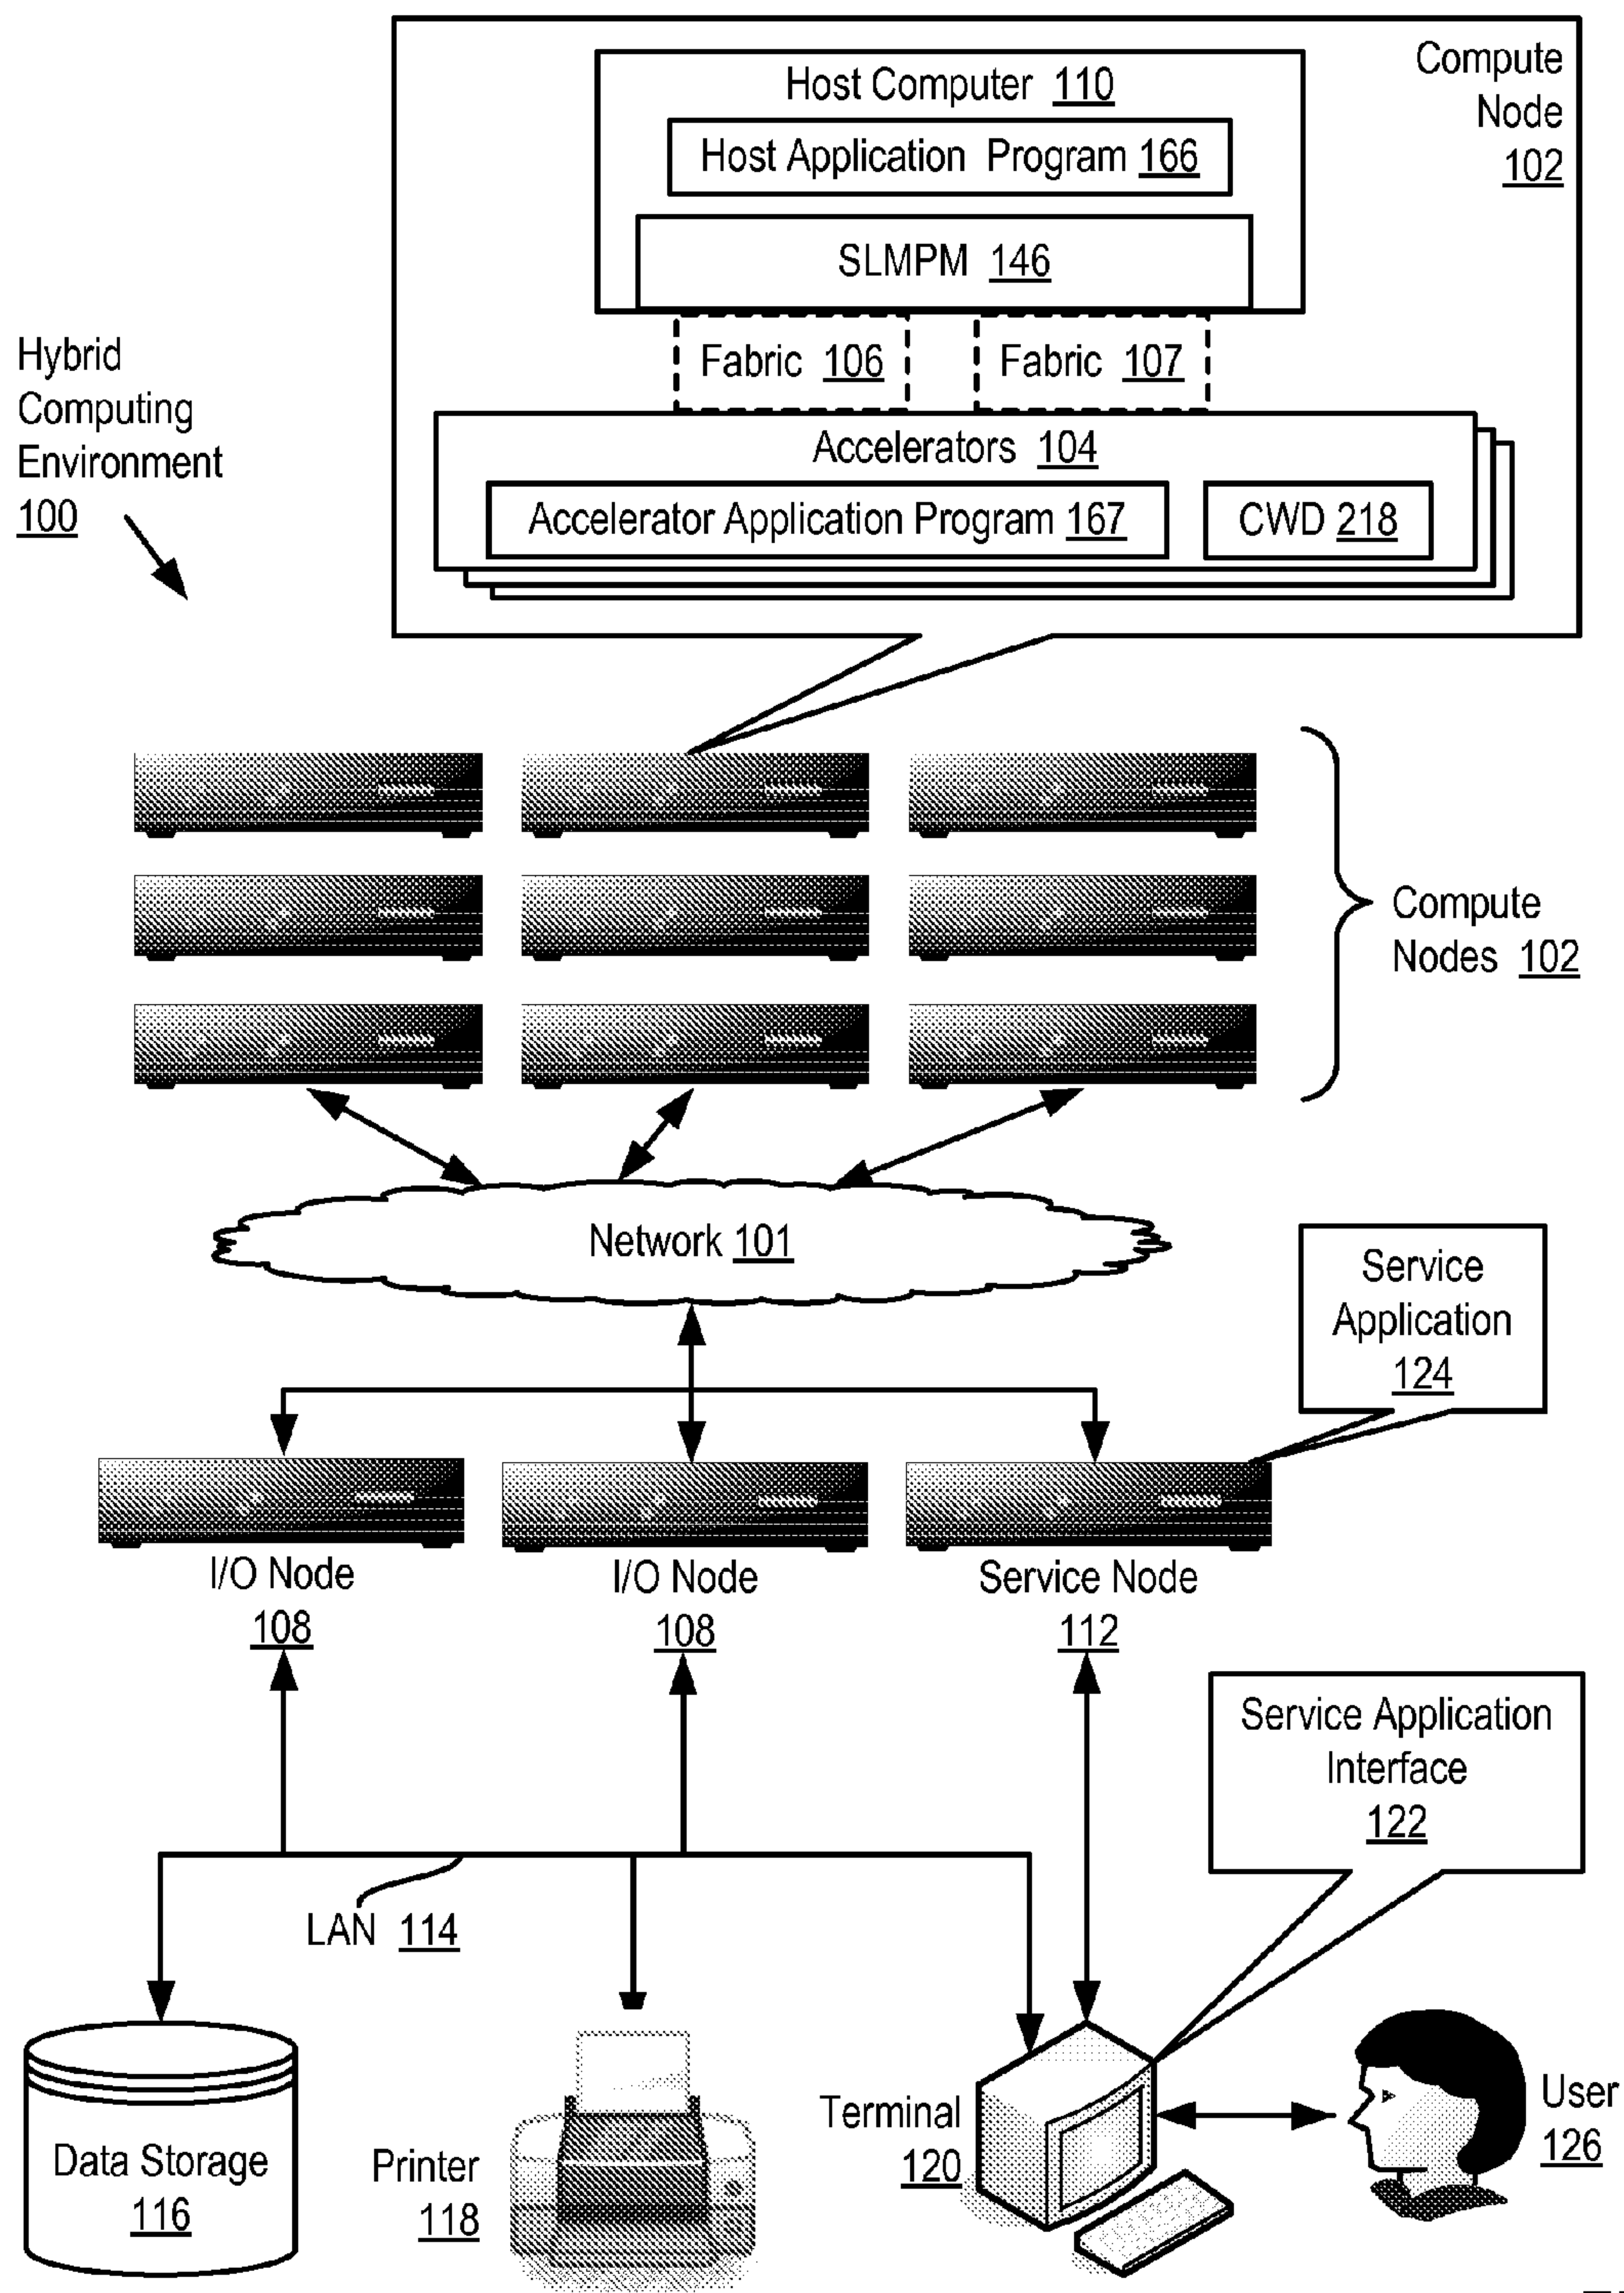 Compute
Node
102
Host Computer 110
Host Application Program 166
SLMPM 146
Fabric 106
Fabric 107
Accelerators 104
Accelerator Application Program 167
CWD 218
Hybrid
Computing
Environment
100
Compute
Nodes 102
Network 101
Service
Application
124
I/O Node
108
I/O Node
108
Service Node
112
Service Application
Interface
122
LAN 114
Data Storage
116
Printer
118
Terminal
120
User
126